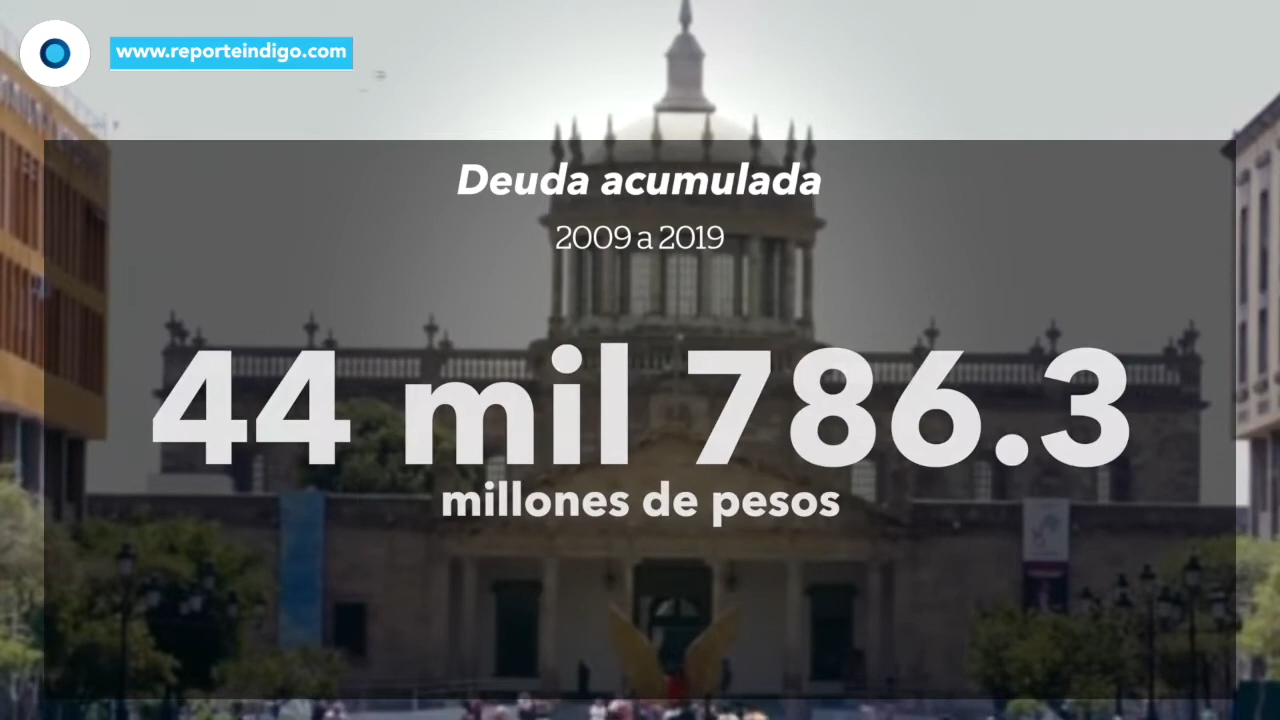 www.reporteindigo.com
Deuda acumulada
2009 a 2019
44 mil 786.3
millones de pesos